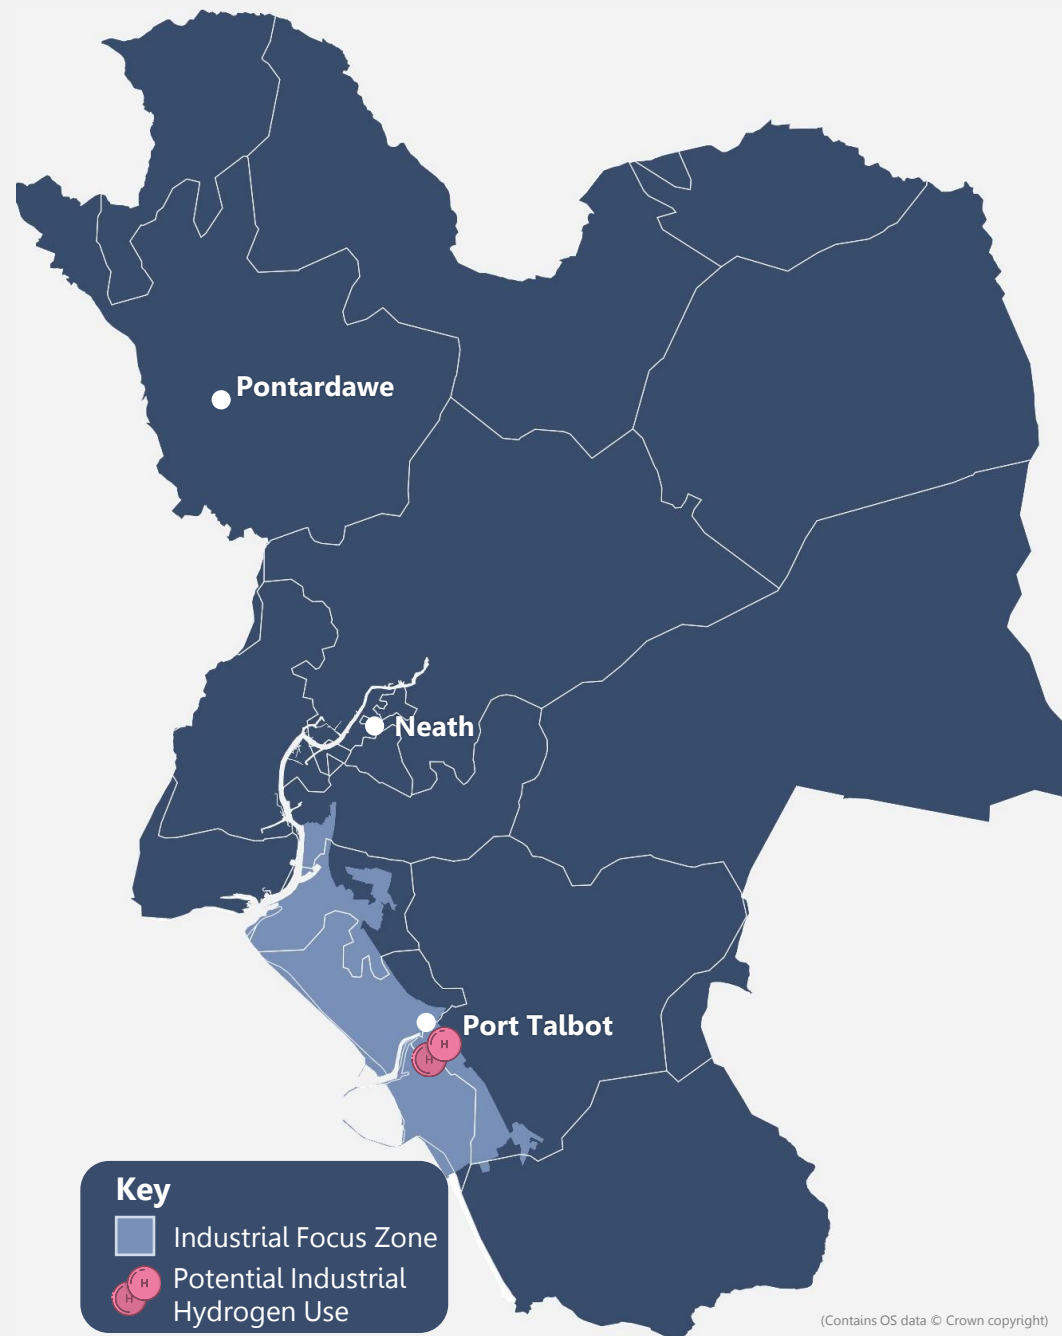 Pontardawe
Neath
Port Talbot
H
H
Key
Industrial Focus Zone
H
H
Potential Industrial
Hydrogen Use
(Contains OS data © Crown copyright)